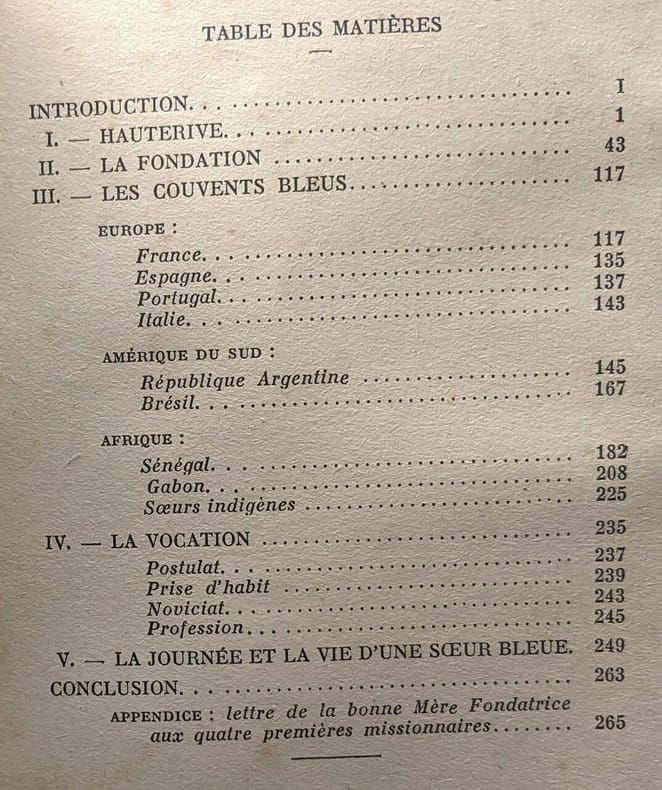 TABLE DES MATIÈRES
INTRODUCTION. . . . . . . . . . . . . . . . . . . . . . . . . . . . . . I
I. — HAUTERIVE. . . . . . . . . . . . . . . . . . . . . . . . . . . . 1
II. — LA FONDATION . . . . . . . . . . . . . . . . . . . . . . . . 43
III. — LES COUVENTS BLEUS. . . . . . . . . . . . . . . . . . . 117
EUROPE :
France. . . . . . . . . . . . . . . . . . . . . . . . . . . . . . 117
Espagne. . . . . . . . . . . . . . . . . . . . . . . . . . . . . 135
Portugal. . . . . . . . . . . . . . . . . . . . . . . . . . . . . 137
Italie. . . . . . . . . . . . . . . . . . . . . . . . . . . . . . . 143
AMÉRIQUE DU SUD :
République Argentine . . . . . . . . . . . . . . . . . . 145
Brésil. . . . . . . . . . . . . . . . . . . . . . . . . . . . . . 167
AFRIQUE :
Sénégal. . . . . . . . . . . . . . . . . . . . . . . . . . . . . 182
Gabon. . . . . . . . . . . . . . . . . . . . . . . . . . . . . . 208
Sœurs indigènes . . . . . . . . . . . . . . . . . . . . . . 225
IV. — LA VOCATION . . . . . . . . . . . . . . . . . . . . . . . . . 235
Postulat. . . . . . . . . . . . . . . . . . . . . . . . . . . . . 237
Prise d'habit . . . . . . . . . . . . . . . . . . . . . . . . . 239
Noviciat. . . . . . . . . . . . . . . . . . . . . . . . . . . . 243
Profession. . . . . . . . . . . . . . . . . . . . . . . . . . . 245
V. — LA JOURNÉE ET LA VIE D'UNE SŒUR BLEUE. 249
CONCLUSION. . . . . . . . . . . . . . . . . . . . . . . . . . . . . . . 263
APPENDICE : lettre de la bonne Mère Fondatrice
aux quatre premières missionnaires. . . . . . . . 265